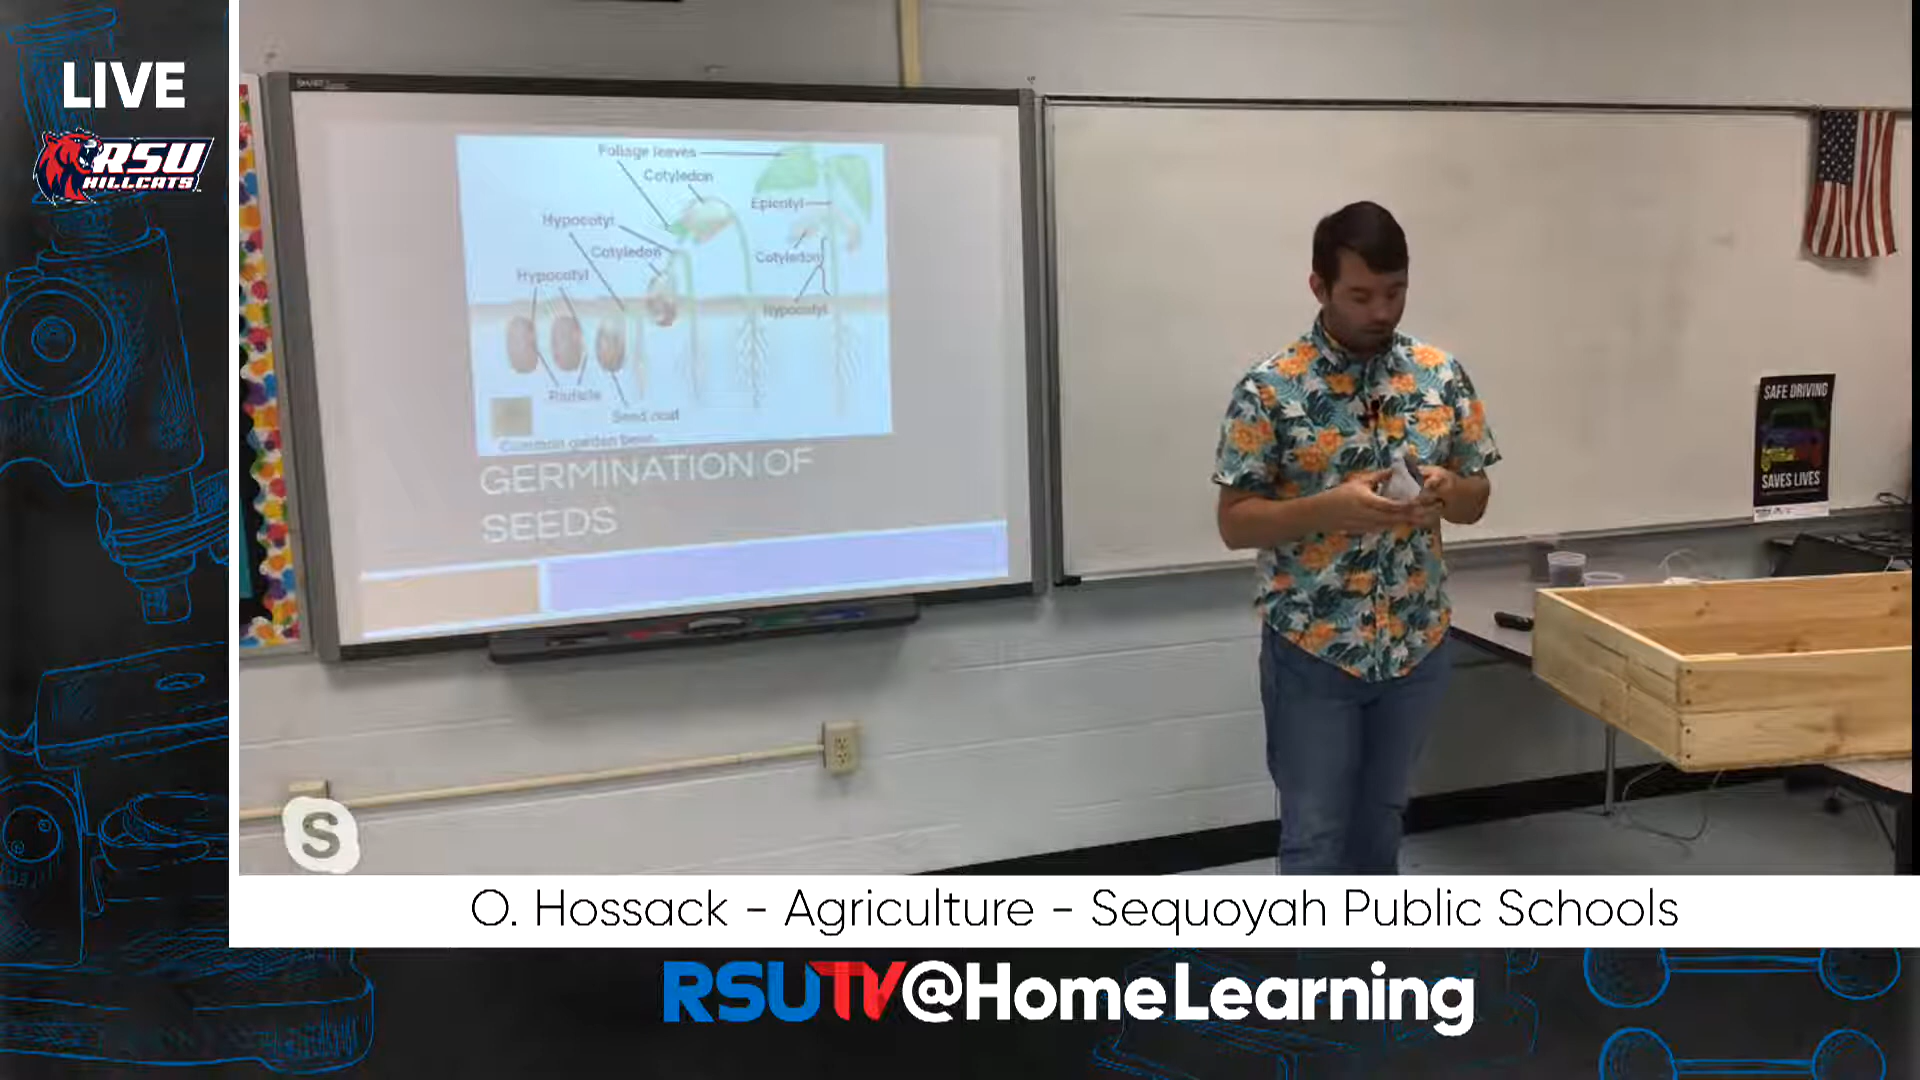 LIVE
RSU
HILLCATS
SMART
Foliage leaves
Cotyledon
Epicotyl
Hypocotyl
Cotyledon
Cotyledon
Hypocotyl
Hypocotyl
Radicle
Seed coat
Common garden bean
GERMINATION OF
SEEDS
SAFE DRIVING
SAVES LIVES
S
O. Hossack - Agriculture - Sequoyah Public Schools
RSUTV@HomeLearning